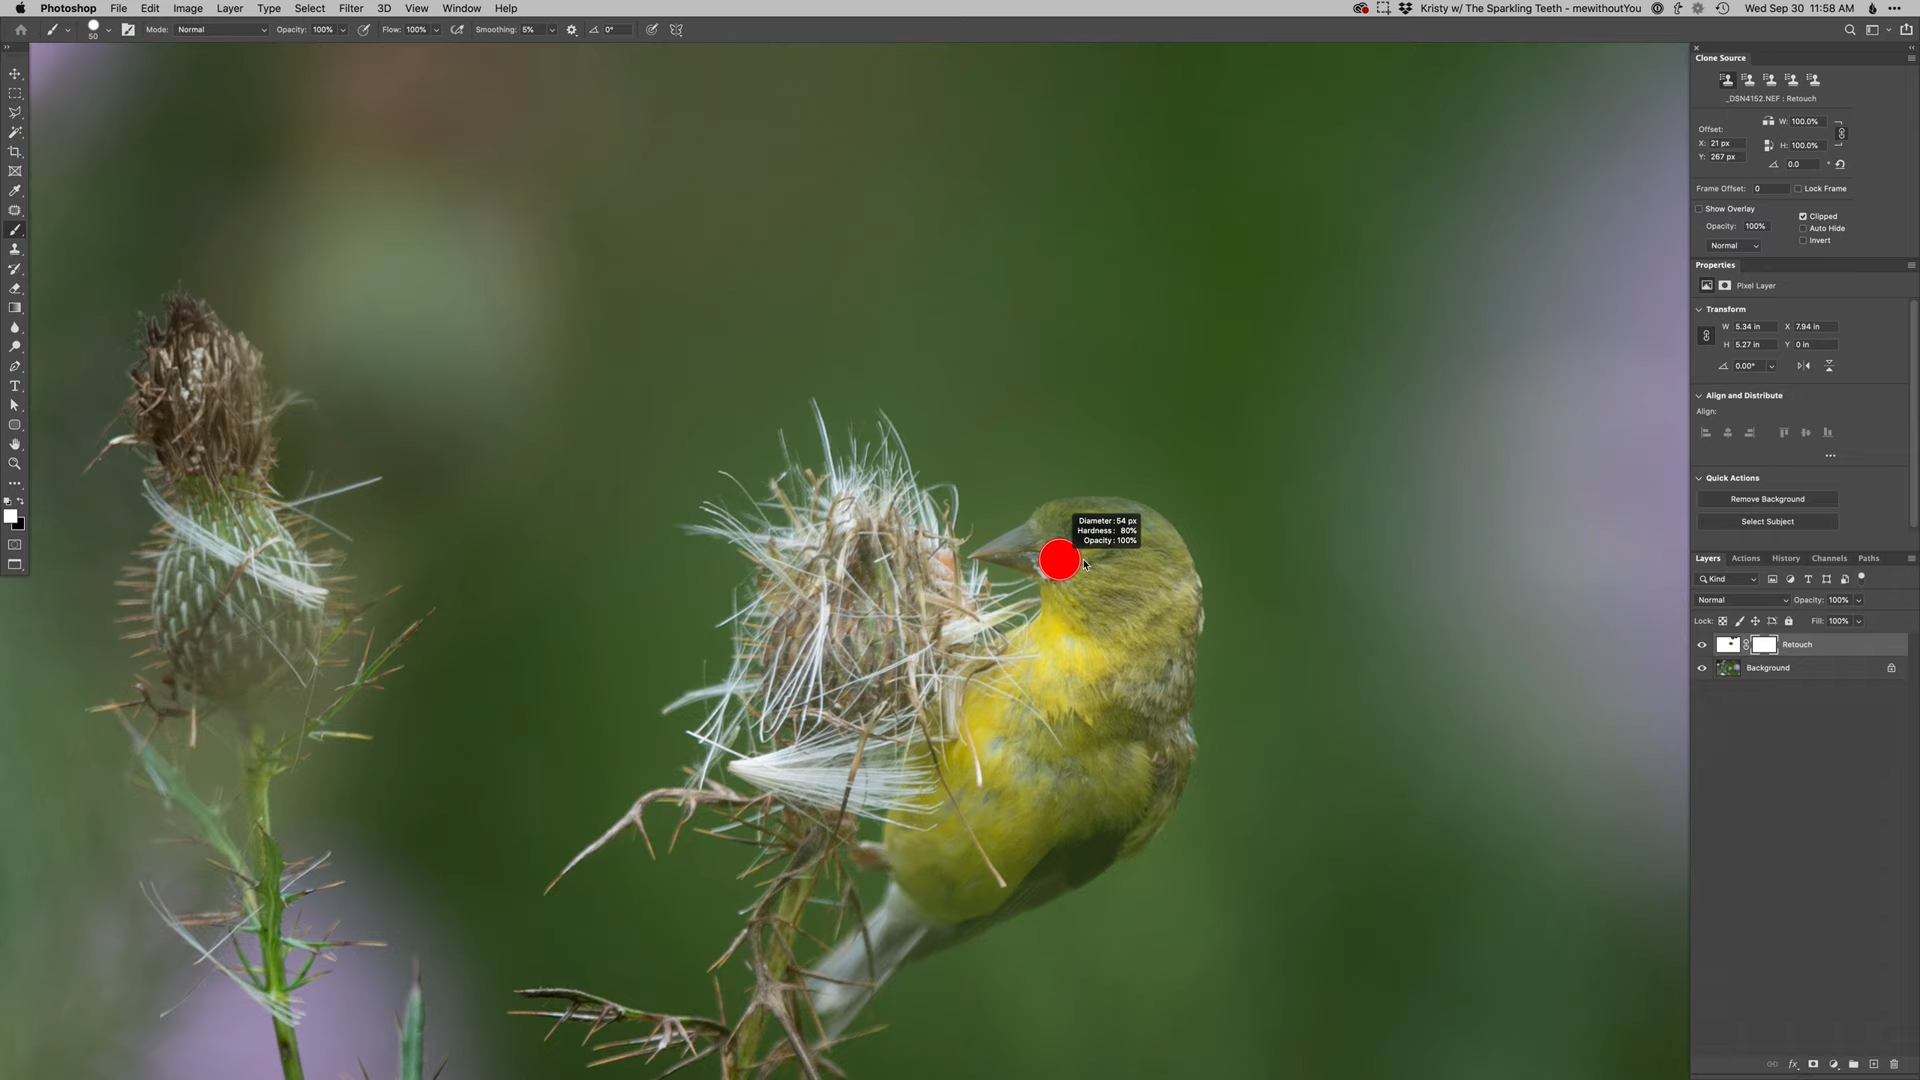 Photoshop File Edit Image Layer Type Select Filter 3D View Window Help
Kristy w/ The Sparkling Teeth - mewithoutYou Wed Sep 30 11:58 AM
50 Mode: Normal Opacity: 100% Flow: 100% Smoothing: 5% 0°
Clone Source
_DSN4152.NEF : Retouch
Offset: W: 100.0%
X: 21 px H: 100.0%
Y: 267 px 0.0 °
Frame Offset: 0 Lock Frame
Show Overlay Clipped
Opacity: 100% Auto Hide
Normal Invert
Properties
Pixel Layer
Transform
W 5.34 in X 7.94 in
H 5.27 in Y 0 in
0.00°
Align and Distribute
Align:
Quick Actions
Remove Background
Select Subject
Diameter: 54 px
Hardness: 80%
Opacity: 100%
Layers Actions History Channels Paths
Kind
Normal Opacity: 100%
Lock: Fill: 100%
Retouch
Background
fx